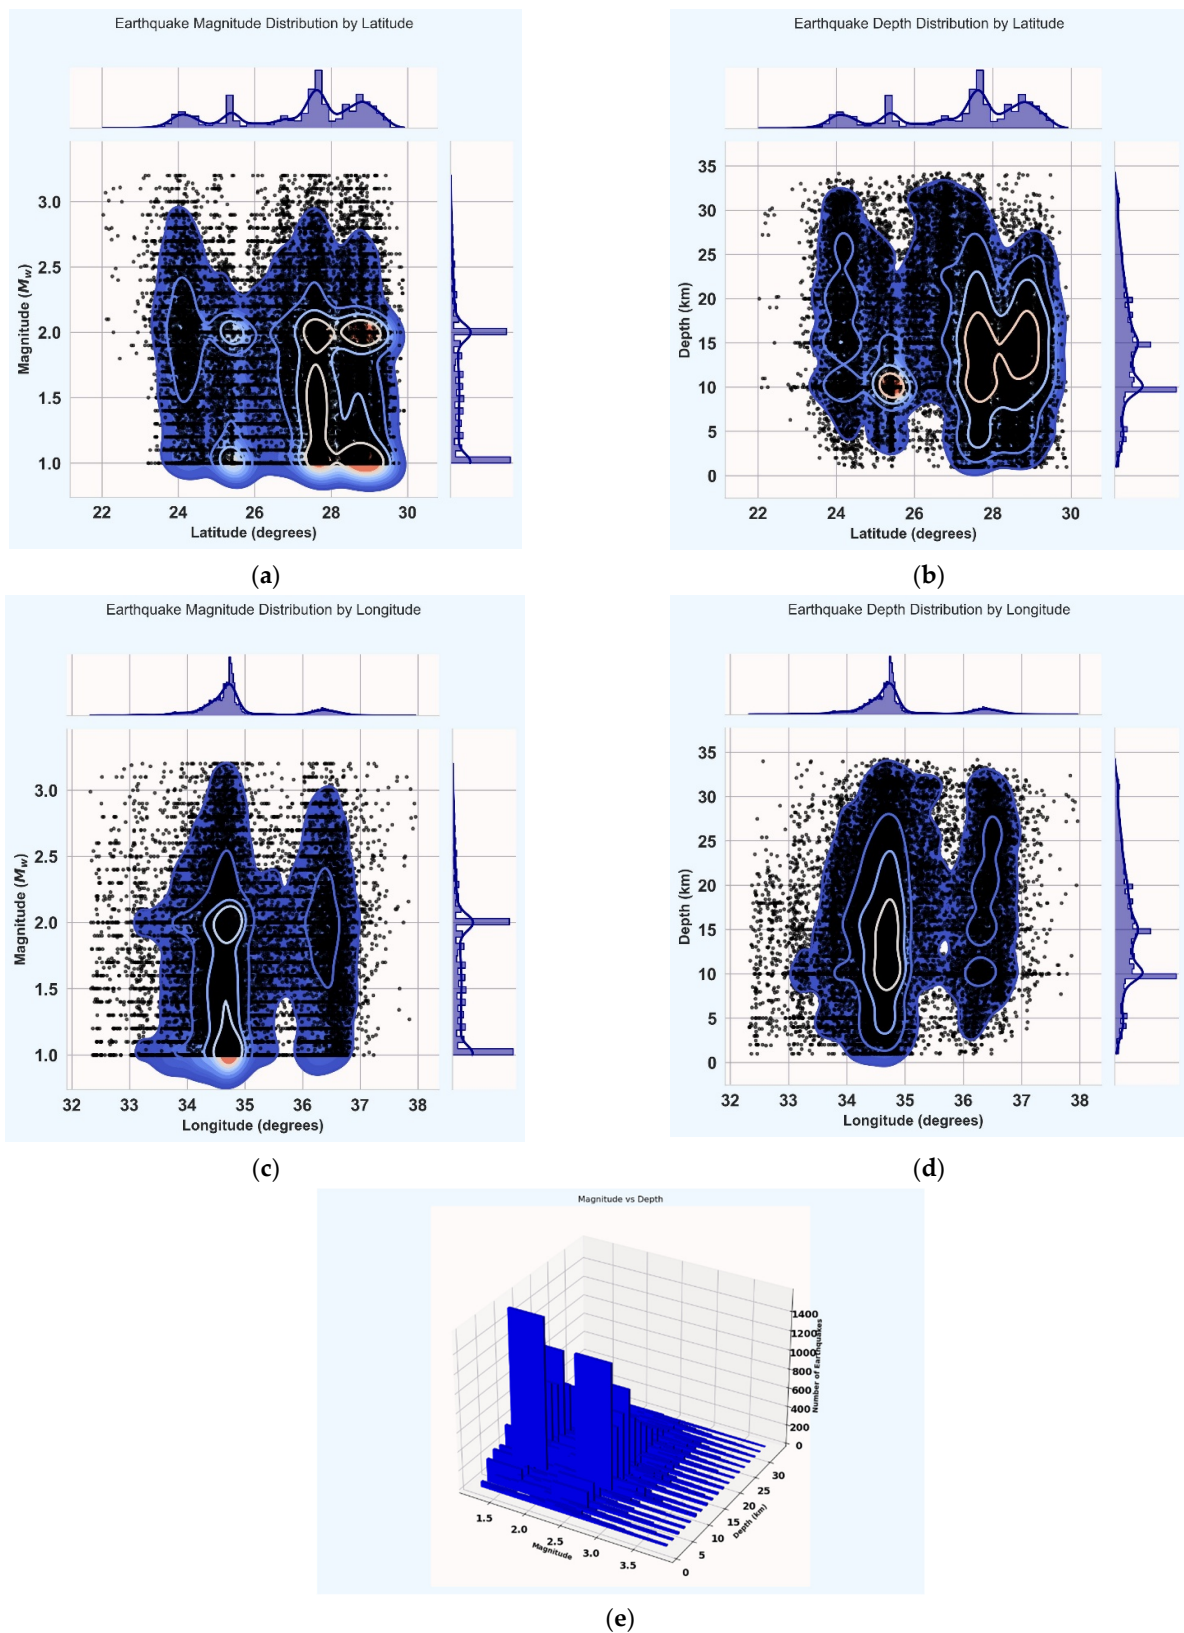 Earthquake Magnitude Distribution by Latitude
3.0
2.5
2.0
1.5
1.0
Magnitude (Mw)
22 24 26 28 30
Latitude (degrees)
(a)
Earthquake Depth Distribution by Latitude
35
30
25
20
15
10
5
0
Depth (km)
22 24 26 28 30
Latitude (degrees)
(b)
Earthquake Magnitude Distribution by Longitude
3.0
2.5
2.0
1.5
1.0
Magnitude (Mw)
32 33 34 35 36 37 38
Longitude (degrees)
(c)
Earthquake Depth Distribution by Longitude
35
30
25
20
15
10
5
0
Depth (km)
32 33 34 35 36 37 38
Longitude (degrees)
(d)
Magnitude vs Depth
1400
1200
1000
800
600
400
200
0
Number of Earthquakes
30
25
20
15
10
5
0
Depth (km)
1.5 2.0 2.5 3.0 3.5
Magnitude
(e)